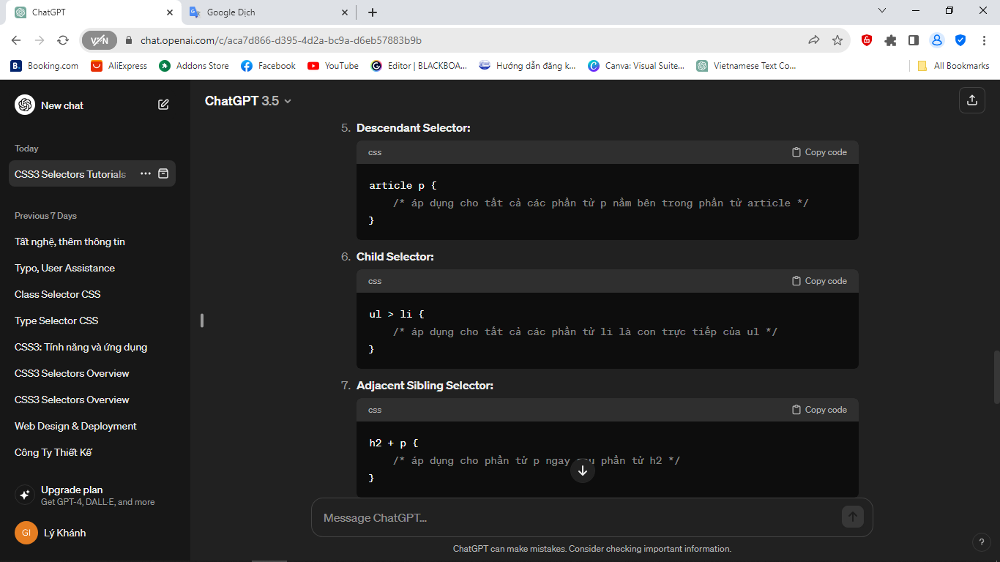 ChatGPT
Google Dịch
VPN
chat.openai.com/c/aca7d866-d395-4d2a-bc9a-d6eb57883b9b
B. Booking.com
AliExpress
Addons Store
Facebook
YouTube
Editor | BLACKBOA...
Hướng dẫn đăng k...
Canva: Visual Suite...
Vietnamese Text Co...
All Bookmarks
New chat
Today
CSS3 Selectors Tutorials
Previous 7 Days
Tất nghệ, thêm thông tin
Typo, User Assistance
Class Selector CSS
Type Selector CSS
CSS3: Tính năng và ứng dụng
CSS3 Selectors Overview
CSS3 Selectors Overview
Web Design & Deployment
Công Ty Thiết Kế
Upgrade plan
Get GPT-4, DALL·E, and more
GI
Lý Khánh
ChatGPT 3.5
5. Descendant Selector:
css
Copy code
article p {
/* áp dụng cho tất cả các phần tử p nằm bên trong phần tử article */
}
6. Child Selector:
css
Copy code
ul > li {
/* áp dụng cho tất cả các phần tử li là con trực tiếp của ul */
}
7. Adjacent Sibling Selector:
css
Copy code
h2 + p {
/* áp dụng cho phần tử p ngay sau phần tử h2 */
}
Message ChatGPT...
ChatGPT can make mistakes. Consider checking important information.
?